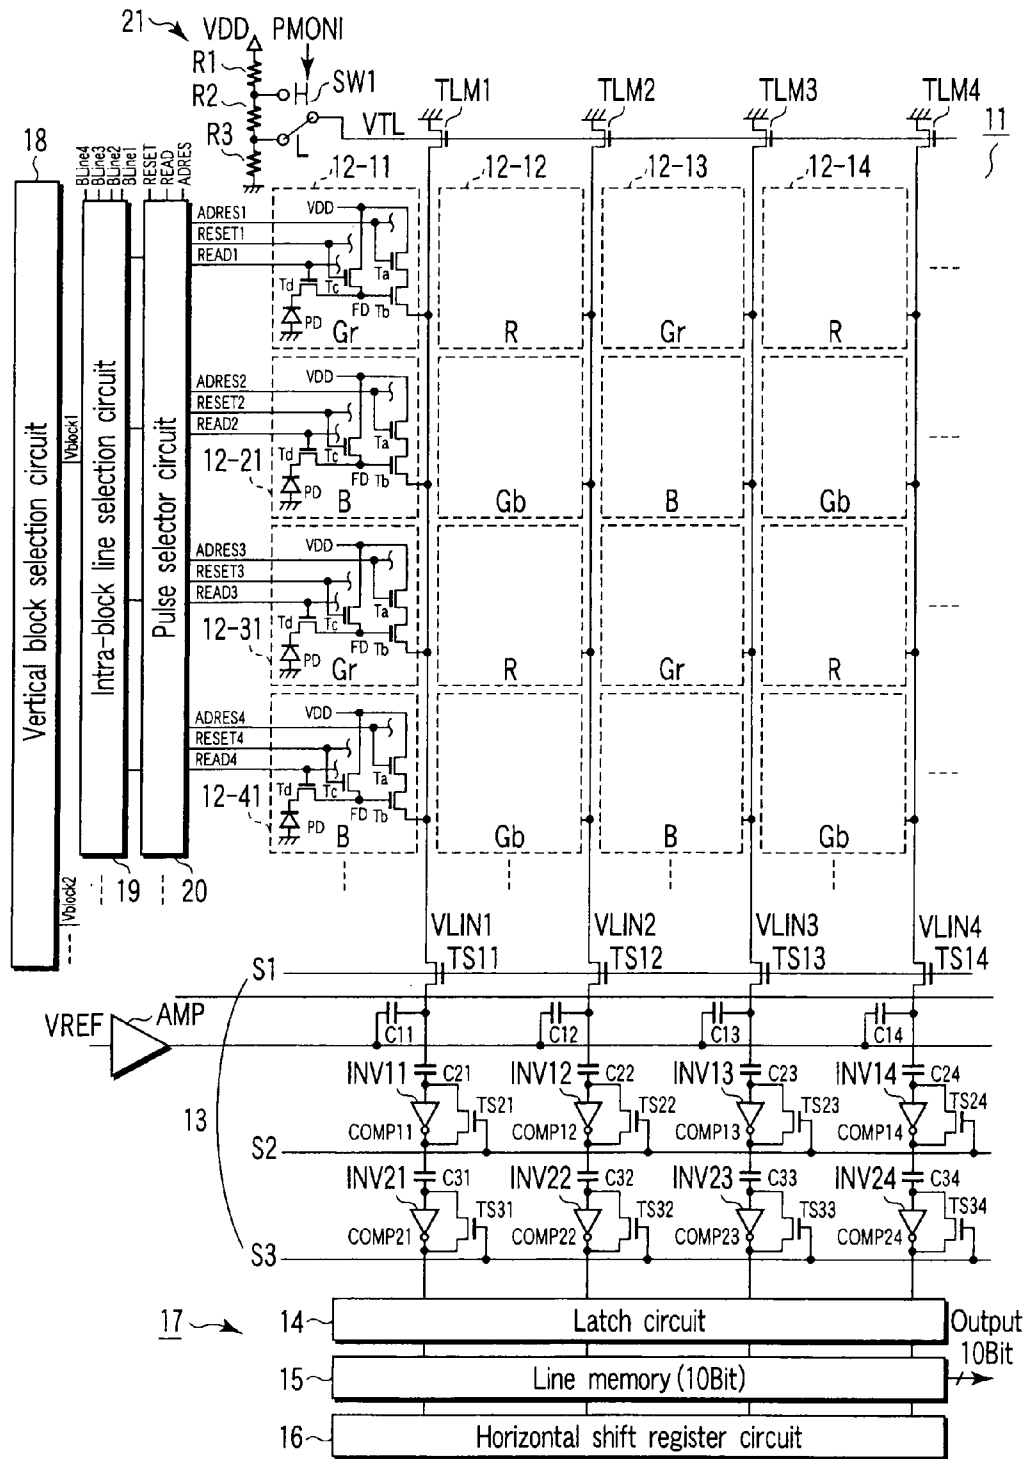 21
VDD
PMONI
R1
R2
R3
H
SW1
L
VTL
TLM1
TLM2
TLM3
TLM4
11
18
BLine4
BLine3
BLine2
BLine1
RESET
READ
ADRES
12-11
12-12
12-13
12-14
Vertical block selection circuit
Vblock1
Vblock2
Intra-block line selection circuit
19
Pulse selector circuit
20
ADRES1
RESET1
READ1
VDD
Td
Tc
Ta
FD
Tb
PD
Gr
R
Gr
R
ADRES2
RESET2
READ2
VDD
Td
Tc
Ta
FD
Tb
PD
12-21
B
Gb
B
Gb
ADRES3
RESET3
READ3
VDD
Td
Tc
Ta
FD
Tb
PD
12-31
Gr
R
Gr
R
ADRES4
RESET4
READ4
VDD
Td
Tc
Ta
FD
Tb
PD
12-41
B
Gb
B
Gb
VLIN1
VLIN2
VLIN3
VLIN4
S1
TS11
TS12
TS13
TS14
VREF
AMP
C11
C12
C13
C14
13
INV11
C21
INV12
C22
INV13
C23
INV14
C24
TS21
TS22
TS23
TS24
COMP11
COMP12
COMP13
COMP14
S2
INV21
C31
INV22
C32
INV23
C33
INV24
C34
TS31
TS32
TS33
TS34
COMP21
COMP22
COMP23
COMP24
S3
17
14
Latch circuit
Output
10Bit
15
Line memory (10Bit)
16
Horizontal shift register circuit